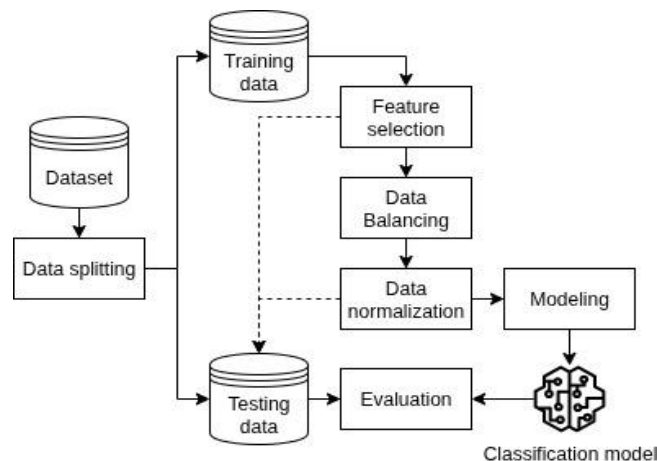 Training
data
Feature
selection
Dataset
Data
Balancing
Data splitting
Data
normalization
Modeling
Testing
data
Evaluation
Classification model